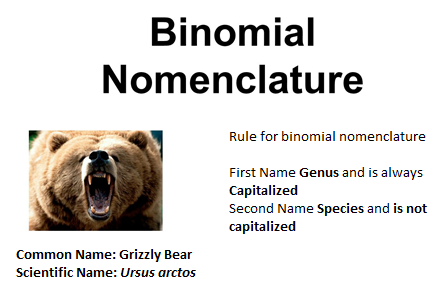 Binomial
Nomenclature
Rule for binomial nomenclature
First Name Genus and is always
Capitalized
Second Name Species and is not
capitalized
Common Name: Grizzly Bear
Scientific Name: Ursus arctos